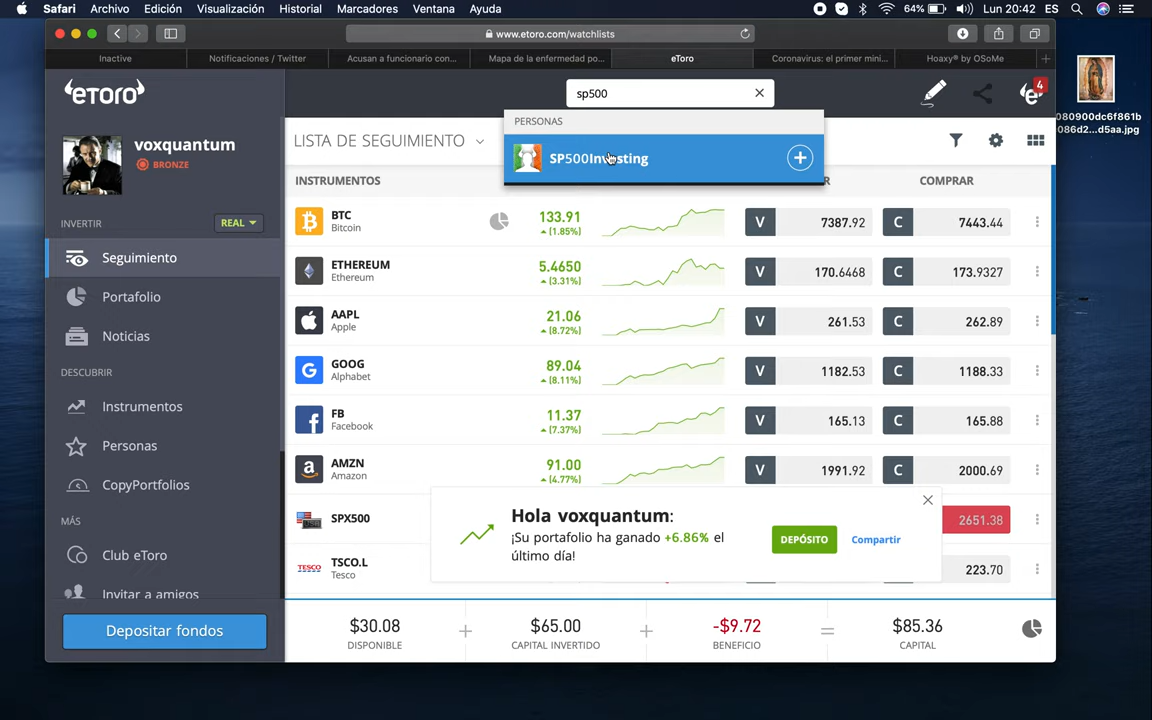 Safari Archivo Edición Visualización Historial Marcadores Ventana Ayuda 64% Lun 20:42 ES
www.etoro.com/watchlists
Inactive Notificaciones / Twitter Acusan a funcionario con... Mapa de la enfermedad po... eToro Coronavirus: el primer mini... Hoaxy® by OSoMe
eToro
sp500
4
PERSONAS
SP500Investing
voxquantum
BRONZE
INVERTIR
REAL
Seguimiento
Portafolio
Noticias
DESCUBRIR
Instrumentos
Personas
CopyPortfolios
MÁS
Club eToro
Invitar a amigos
Depositar fondos
LISTA DE SEGUIMIENTO
INSTRUMENTOS
R
COMPRAR
BTC
Bitcoin
133.91
(1.85%)
V 7387.92 C 7443.44
ETHEREUM
Ethereum
5.4650
(3.31%)
V 170.6468 C 173.9327
AAPL
Apple
21.06
(8.72%)
V 261.53 C 262.89
GOOG
Alphabet
89.04
(8.11%)
V 1182.53 C 1188.33
FB
Facebook
11.37
(7.37%)
V 165.13 C 165.88
AMZN
Amazon
91.00
(4.77%)
V 1991.92 C 2000.69
SPX500
2651.38
TESCO
TSCO.L
Tesco
223.70
Hola voxquantum:
¡Su portafolio ha ganado +6.86% el
último día!
DEPÓSITO
Compartir
$30.08 + $65.00 + -$9.72 = $85.36
DISPONIBLE CAPITAL INVERTIDO BENEFICIO CAPITAL
080900dc6f861b
086d2...d5aa.jpg